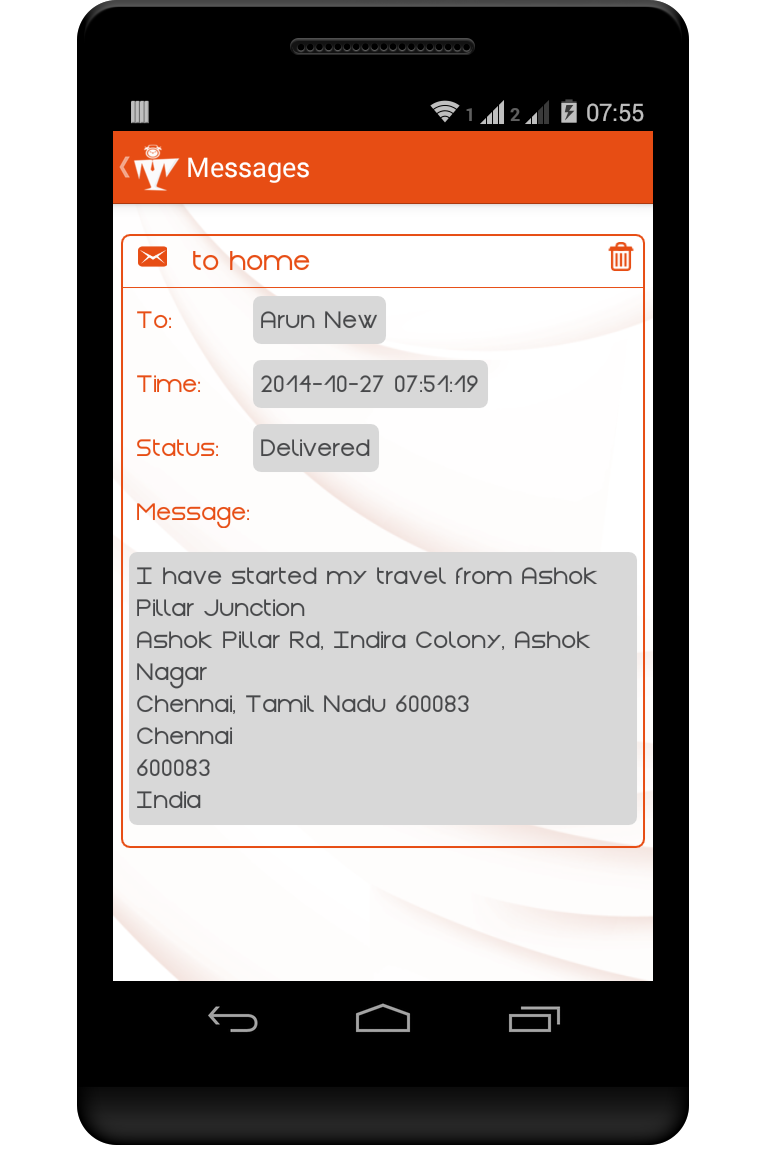 1 2 07:55
Messages
to home
To: Arun New
Time: 2014-10-27 07:51:19
Status: Delivered
Message:
I have started my travel from Ashok
Pillar Junction
Ashok Pillar Rd, Indira Colony, Ashok
Nagar
Chennai, Tamil Nadu 600083
Chennai
600083
India